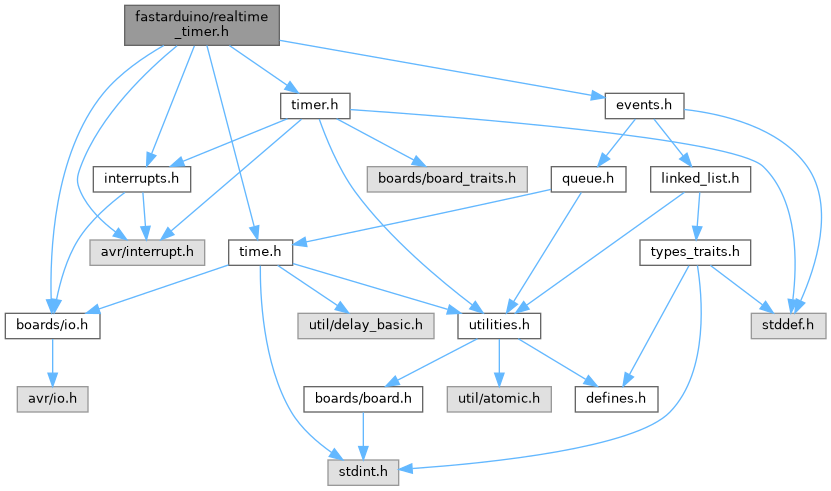 fastarduino/realtime
_timer.h
timer.h
events.h
interrupts.h
boards/board_traits.h
queue.h
linked_list.h
avr/interrupt.h
time.h
types_traits.h
boards/io.h
util/delay_basic.h
utilities.h
stddef.h
avr/io.h
boards/board.h
util/atomic.h
defines.h
stdint.h